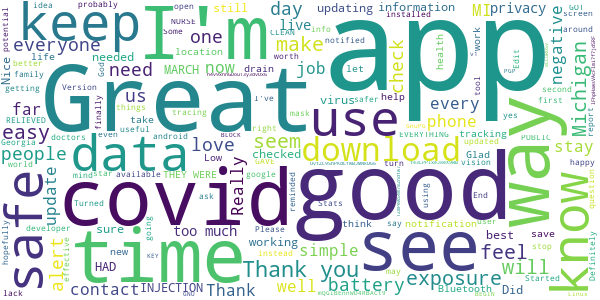 Great
app
I'm
good
covid
time
see
way
know
safe
keep
data
use
download
Thank you
exposure
will
feel
battery
phone
Michigan
people
easy
everyone
update
alert
contact
INJECTION
Thank
well
simple
seem
love
need
make
check
job
one
now
us
far
day
live
privacy
information
updating
negative
stay
every
virus
MI
Nice
HAD
Really
too much
working
checked
sure
new
Low
Did
Bluetooth
notification
tracking
think
best
save
Glad
still
location
needed
MARCH
drain
notified
health
let
help
installed
around
screen
GOT
potential
probably
NURSE
Some
CLEAN
open
life
family
getting
better
God
Version
finally
tracing
useful
android
doctors
RELIEVED
Georgia
world
mind
star
available
THEY WERE
GAVE
google
ask
Turned
effective
developer
hopefully
lack
going
KEY
GNU
Please
instead
reminded
Stats
End
turn
say
using
may
user
begin
EVERYTHING
updated
PUBLIC
vision
second
first
report
happy
question
stop
Definitely
Started
Linux
yes
tool
Edit
PGP
safer
mask
right
I've
BLOCK
worth
info
things
take
even